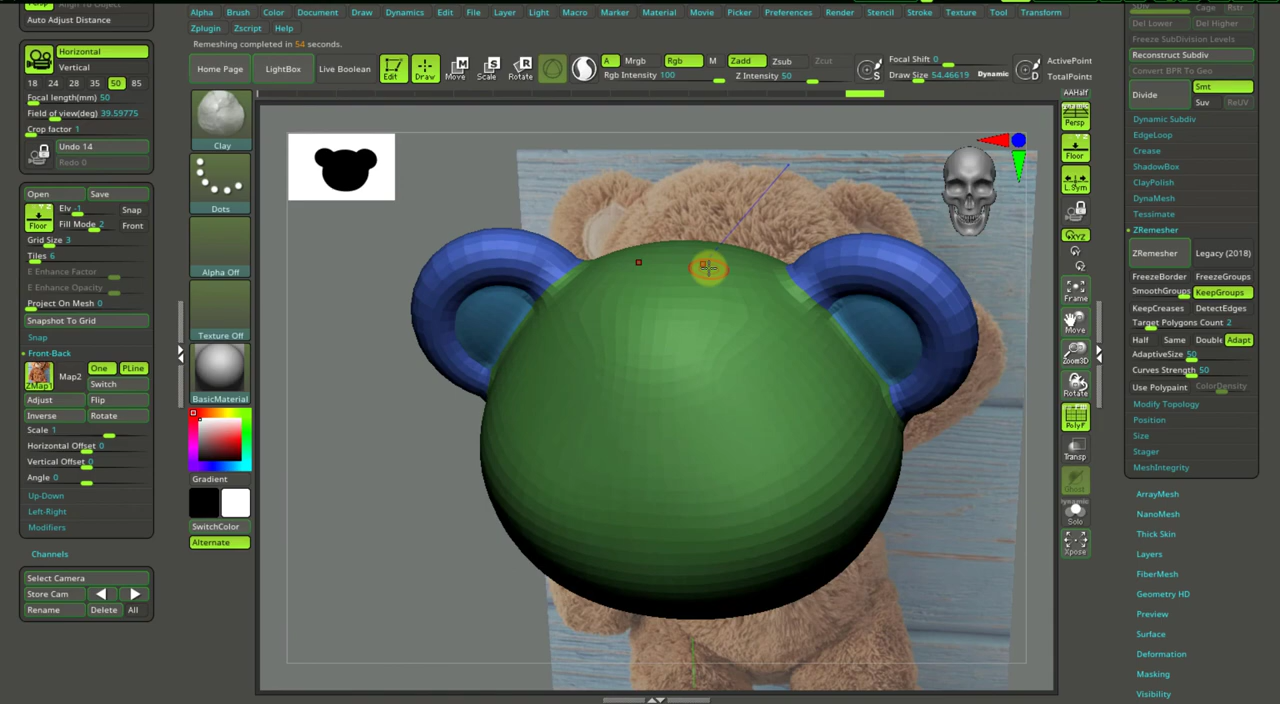 Auto Adjust Distance
Horizontal
Vertical
18 24 28 35 50 85
Focal length(mm) 50
Field of view(deg) 39.59775
Crop factor 1
Undo 14
Redo 0
Open Save
Elv -1 Snap
Floor Fill Mode 2 Front
Grid Size 3
Tiles 6
E Enhance Factor
E Enhance Opacity
Project On Mesh 0
Snapshot To Grid
Snap
Front-Back
ZMap1 Map2 One PLine
Switch
Adjust Flip
Inverse Rotate
Scale 1
Horizontal Offset 0
Vertical Offset 0
Angle 0
Up-Down
Left-Right
Modifiers
Channels
Select Camera
Store Cam
Rename Delete All
Alpha Brush Color Document Draw Dynamics Edit File Layer Light Macro Marker Material Movie Picker Preferences Render Stencil Stroke Texture Tool Transform
Zplugin Zscript Help
Remeshing completed in 54 seconds.
Home Page LightBox Live Boolean Edit Draw Move Scale Rotate
A Mrgb Rgb M Zadd Zsub Zcut
Rgb Intensity 100 Z Intensity 50
Focal Shift 0
Draw Size 54.46619 Dynamic
S D
ActivePoint
TotalPoints
Clay
Dots
Alpha Off
Texture Off
BasicMaterial
Gradient
SwitchColor
Alternate
AAHalf
Persp
Floor
L.Sym
XYZ
Frame
Move
Zoom3D
Rotate
PolyF
Transp
Ghost
Dynamic
Solo
Xpose
SDiv Cage Rstr
Del Lower Del Higher
Freeze SubDivision Levels
Reconstruct Subdiv
Convert BPR To Geo
Divide Smt
Suv ReUV
Dynamic Subdiv
EdgeLoop
Crease
ShadowBox
ClayPolish
DynaMesh
Tessimate
ZRemesher
ZRemesher Legacy (2018)
FreezeBorder FreezeGroups
SmoothGroups KeepGroups
KeepCreases DetectEdges
Target Polygons Count 2
Half Same Double Adapt
AdaptiveSize 50
Curves Strength 50
Use Polypaint ColorDensity
Modify Topology
Position
Size
Stager
MeshIntegrity
ArrayMesh
NanoMesh
Thick Skin
Layers
FiberMesh
Geometry HD
Preview
Surface
Deformation
Masking
Visibility